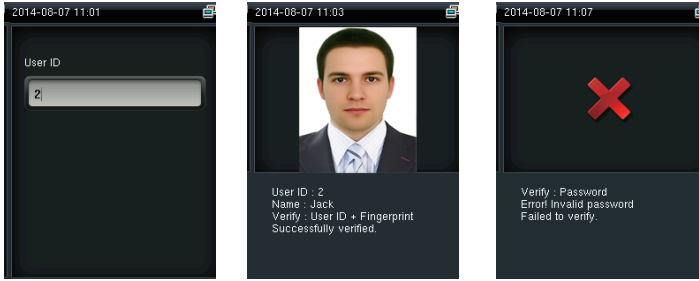 2014-08-07 11:01
User ID
2
2014-08-07 11:03
User ID : 2
Name : Jack
Verify : User ID + Fingerprint
Successfully verified.
2014-08-07 11:07
Verify : Password
Error! Invalid password
Failed to verify.